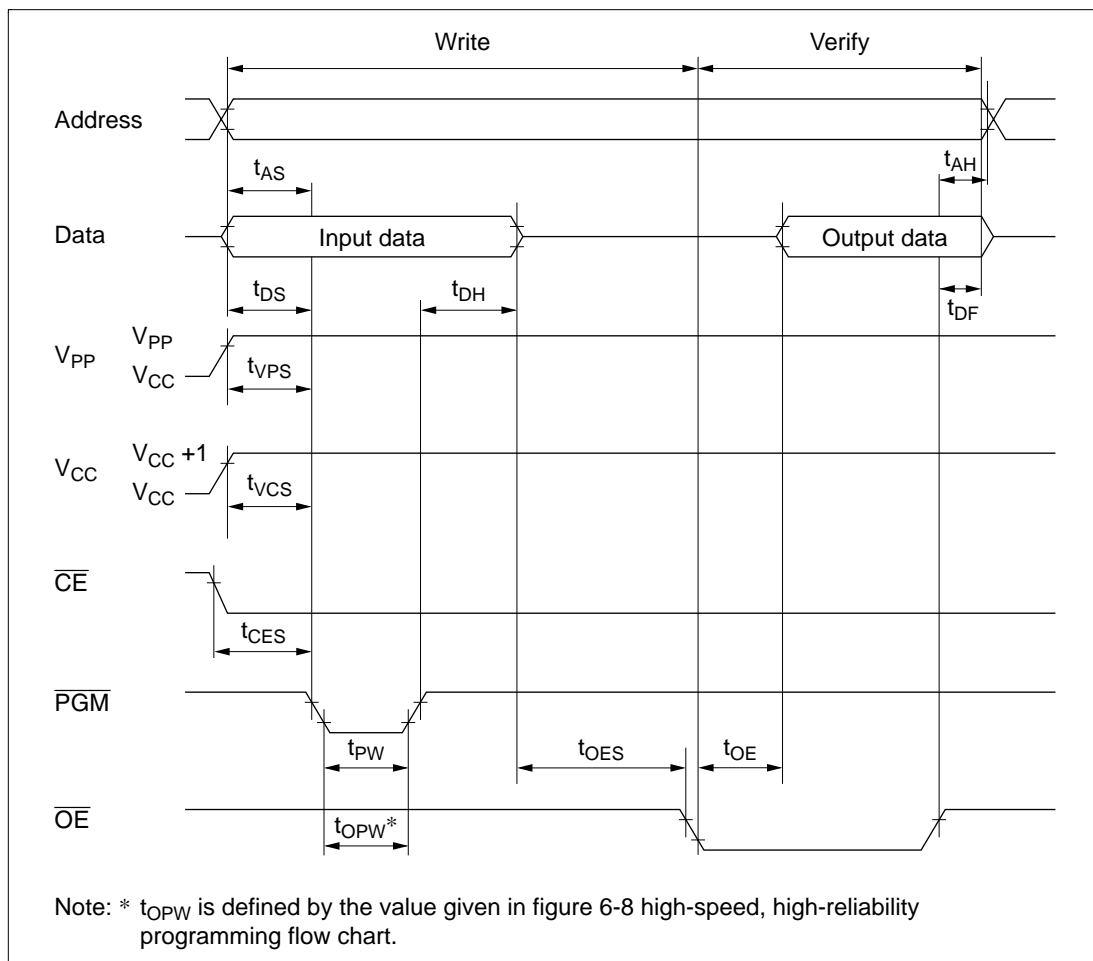 Write Verify
Address
tAS
tAH
Data Input data Output data
tDS tDH
tDF
VPP
VPP
VCC
tVPS
VCC
VCC +1
VCC
tVCS
CE
tCES
PGM
tPW tOES tOE
OE
tOPW*
Note: * tOPW is defined by the value given in figure 6-8 high-speed, high-reliability
programming flow chart.